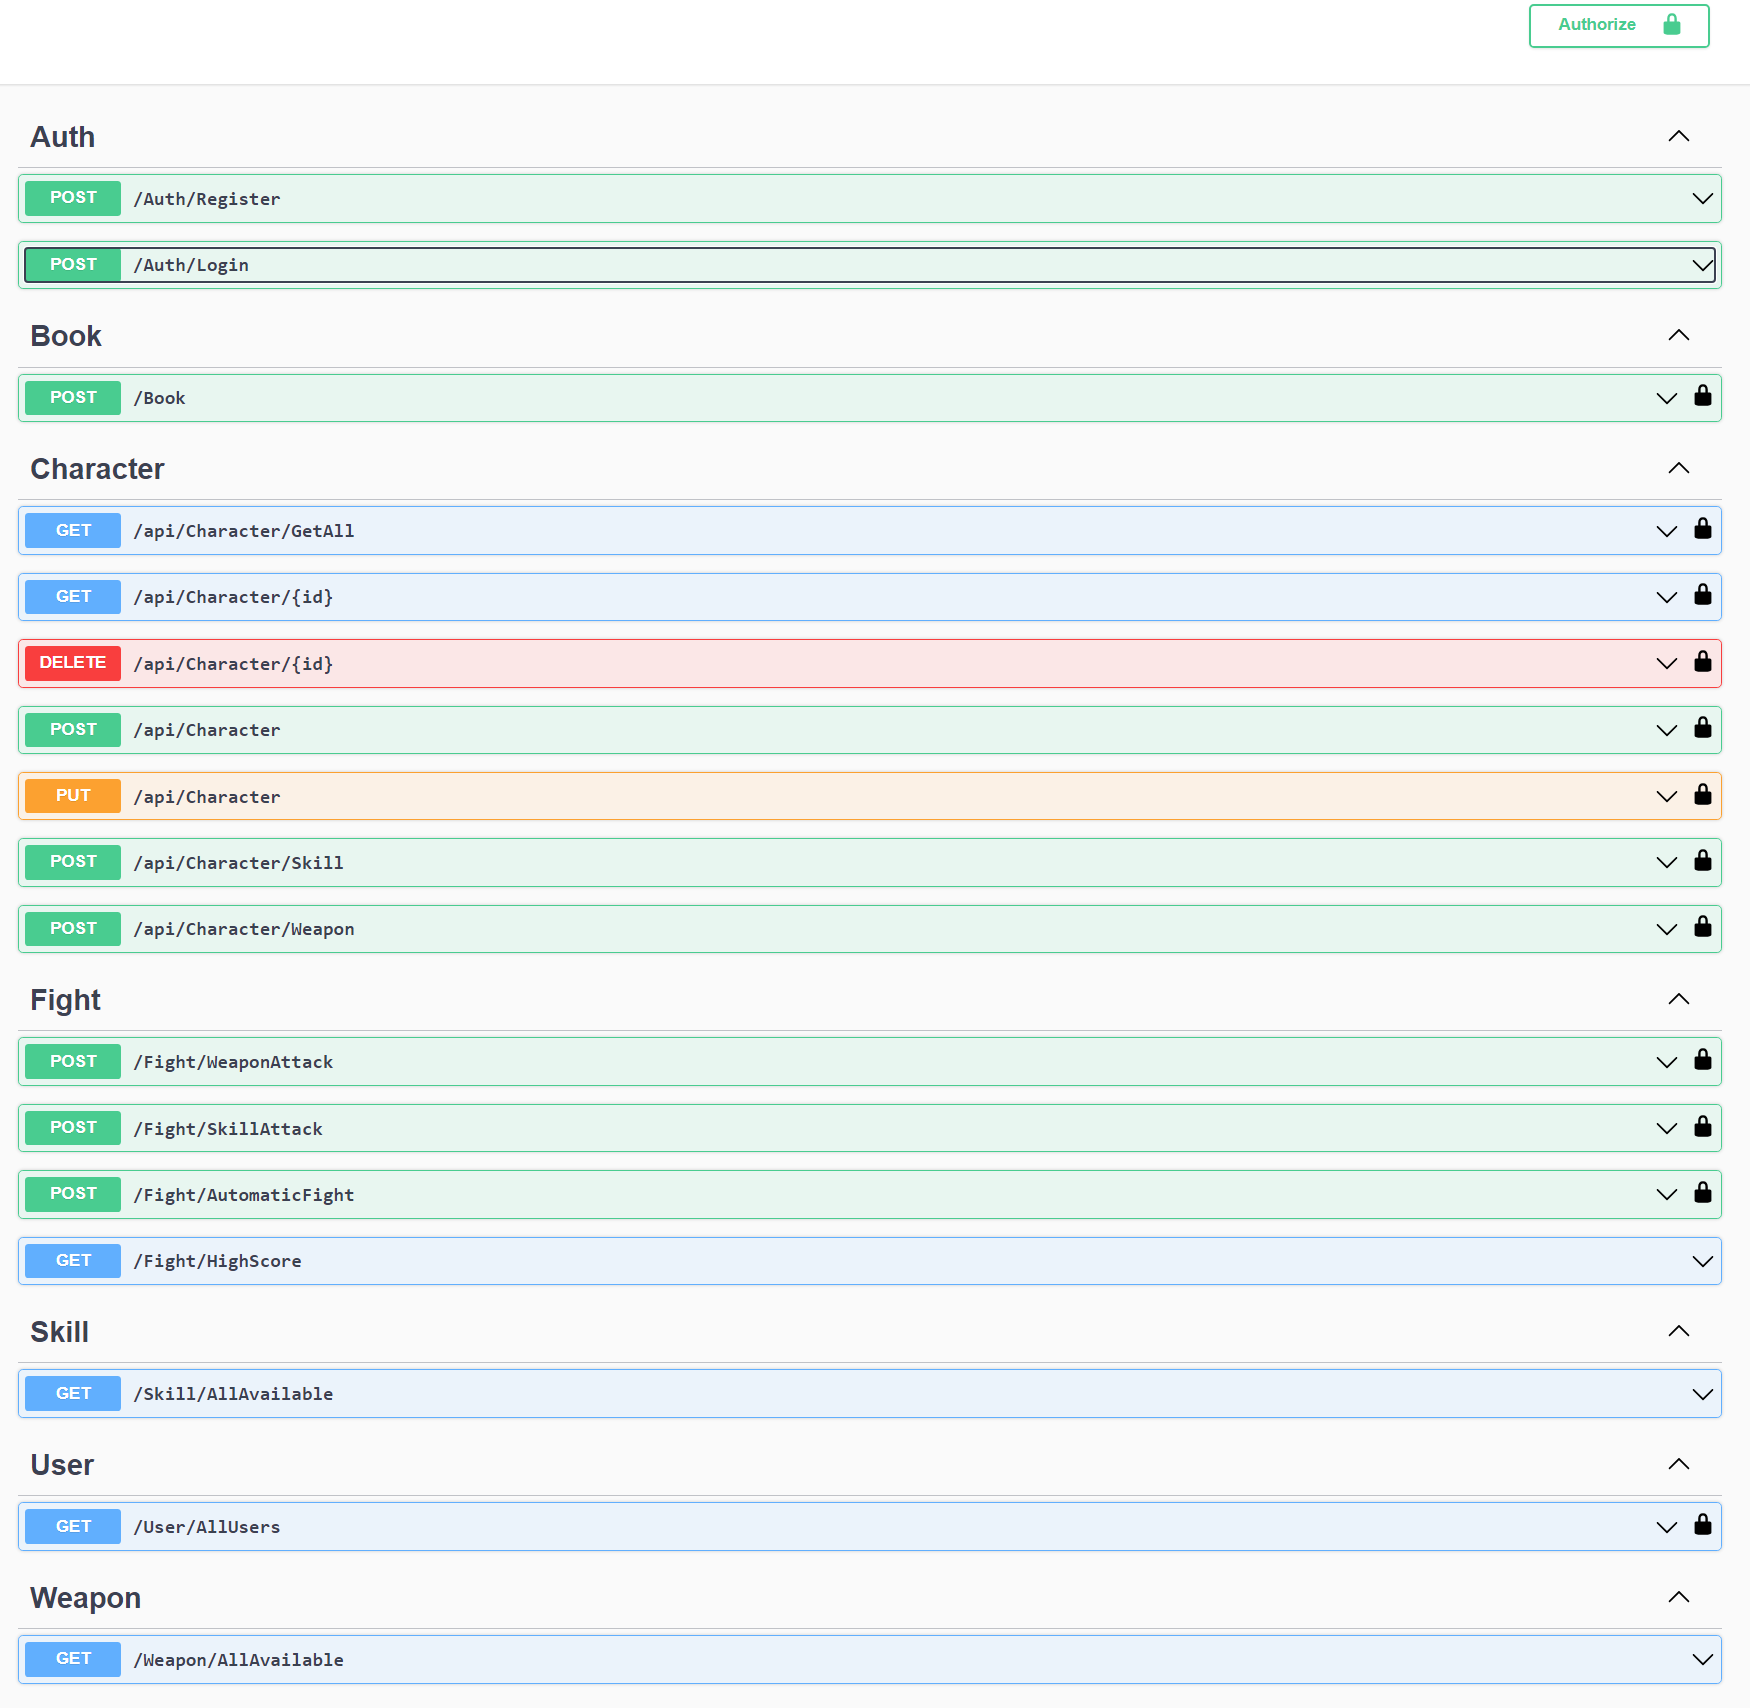 Authorize
Auth
POST /Auth/Register
POST /Auth/Login
Book
POST /Book
Character
GET /api/Character/GetAll
GET /api/Character/{id}
DELETE /api/Character/{id}
POST /api/Character
PUT /api/Character
POST /api/Character/Skill
POST /api/Character/Weapon
Fight
POST /Fight/WeaponAttack
POST /Fight/SkillAttack
POST /Fight/AutomaticFight
GET /Fight/HighScore
Skill
GET /Skill/AllAvailable
User
GET /User/AllUsers
Weapon
GET /Weapon/AllAvailable